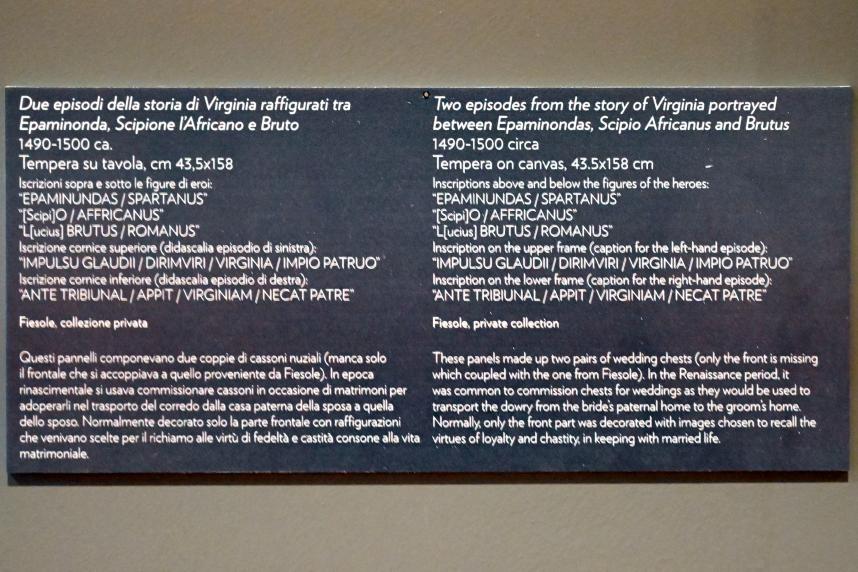 Due episodi della storia di Virginia raffigurati tra
Epaminonda, Scipione l'Africano e Bruto
1490-1500 ca.
Tempera su tavola, cm 43,5x158
Iscrizioni sopra e sotto le figure di eroi:
"EPAMINUNDAS / SPARTANUS"
"[Scipi]O / AFFRICANUS"
"L[ucius] BRUTUS / ROMANUS"
Iscrizione cornice superiore (didascalia episodio di sinistra):
"IMPULSU GLAUDII / DIRIMVIRI / VIRGINIA / IMPIO PATRUO"
Iscrizione cornice inferiore (didascalia episodio di destra):
"ANTE TRIBIUNAL / APPIT / VIRGINIAM / NECAT PATRE"
Fiesole, collezione privata
Questi pannelli componevano due coppie di cassoni nuziali (manca solo
il frontale che si accoppiava a quello proveniente da Fiesole). In epoca
rinascimentale si usava commissionare cassoni in occasione di matrimoni per
adoperarli nel trasporto del corredo dalla casa paterna della sposa a quella
dello sposo. Normalmente decorato solo la parte frontale con raffigurazioni
che venivano scelte per il richiamo alle virtù di fedeltà e castità consone alla vita
matrimoniale.
Two episodes from the story of Virginia portrayed
between Epaminondas, Scipio Africanus and Brutus
1490-1500 circa
Tempera on canvas, 43.5x158 cm
Inscriptions above and below the figures of the heroes:
"EPAMINUNDAS / SPARTANUS"
"[Scipi]O / AFFRICANUS"
"L[ucius] BRUTUS / ROMANUS"
Inscription on the upper frame (caption for the left-hand episode):
"IMPULSU GLAUDII / DIRIMVIRI / VIRGINIA / IMPIO PATRUO"
Inscription on the lower frame (caption for the right-hand episode):
"ANTE TRIBIUNAL / APPIT / VIRGINIAM / NECAT PATRE"
Fiesole, private collection
These panels made up two pairs of wedding chests (only the front is missing
which coupled with the one from Fiesole). In the Renaissance period, it
was common to commission chests for weddings as they would be used to
transport the dowry from the bride's paternal home to the groom's home.
Normally, only the front part was decorated with images chosen to recall the
virtues of loyalty and chastity, in keeping with married life.